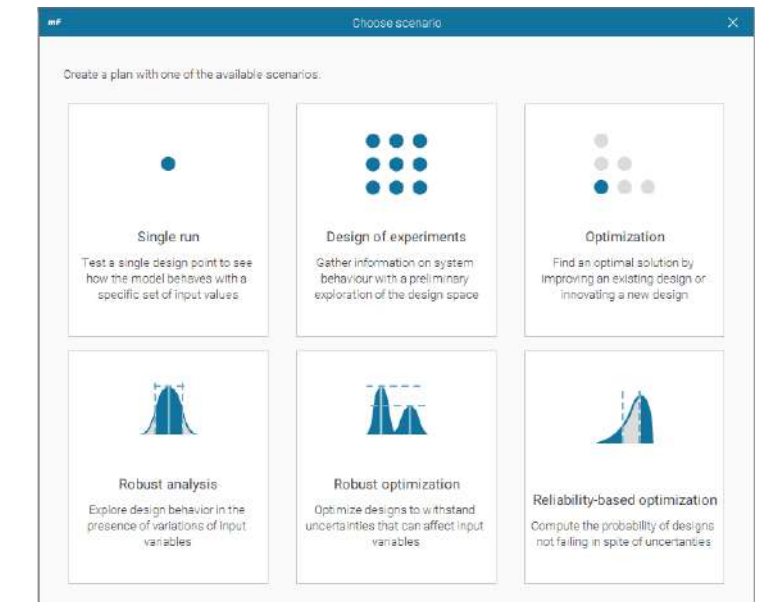 mF
Choose scenario
Create a plan with one of the available scenarios.
Single run
Test a single design point to see
how the model behaves with a
specific set of input values
Design of experiments
Gather information on system
behaviour with a preliminary
exploration of the design space
Optimization
Find an optimal solution by
improving an existing design or
innovating a new design
Robust analysis
Explore design behavior in the
presence of variations of input
variables
Robust optimization
Optimize designs to withstand
uncertainties that can affect input
variables
Reliability-based optimization
Compute the probability of designs
not failing in spite of uncertanties